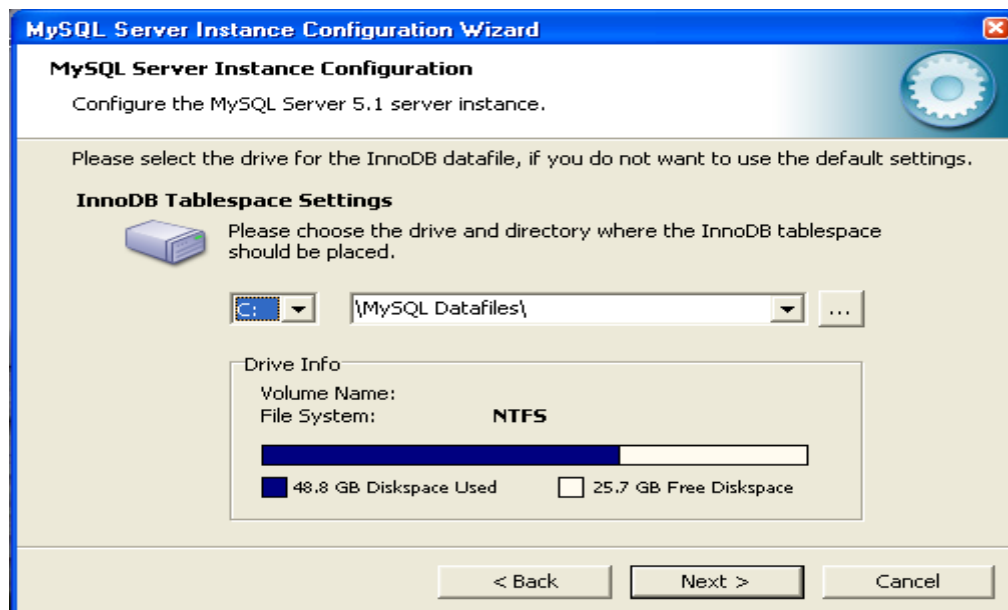 MySQL Server Instance Configuration Wizard
MySQL Server Instance Configuration
Configure the MySQL Server 5.1 server instance.
Please select the drive for the InnoDB datafile, if you do not want to use the default settings.
InnoDB Tablespace Settings
Please choose the drive and directory where the InnoDB tablespace
should be placed.
C: \MySQL Datafiles\ ...
Drive Info
Volume Name:
File System: NTFS
48.8 GB Diskspace Used 25.7 GB Free Diskspace
< Back Next > Cancel